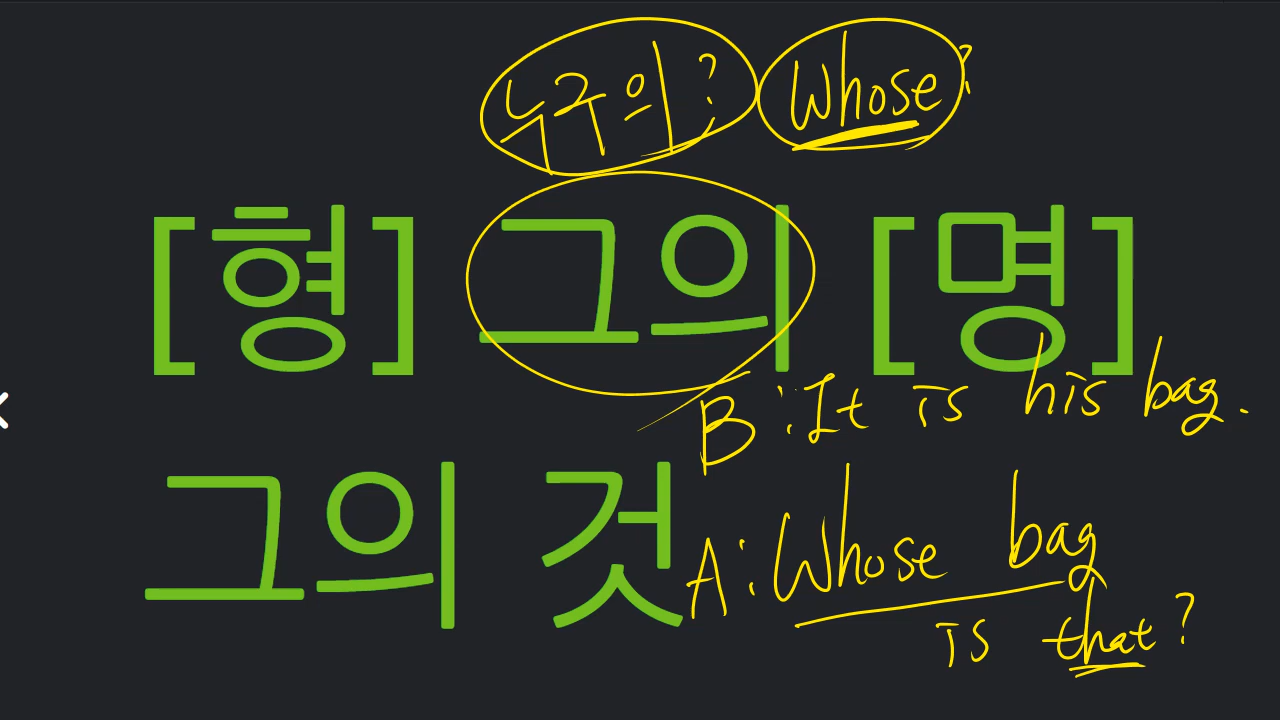 누구의? Whose?
[형] 그의 [명]
B: It is his bag.
그의 것
A: Whose bag
is that?